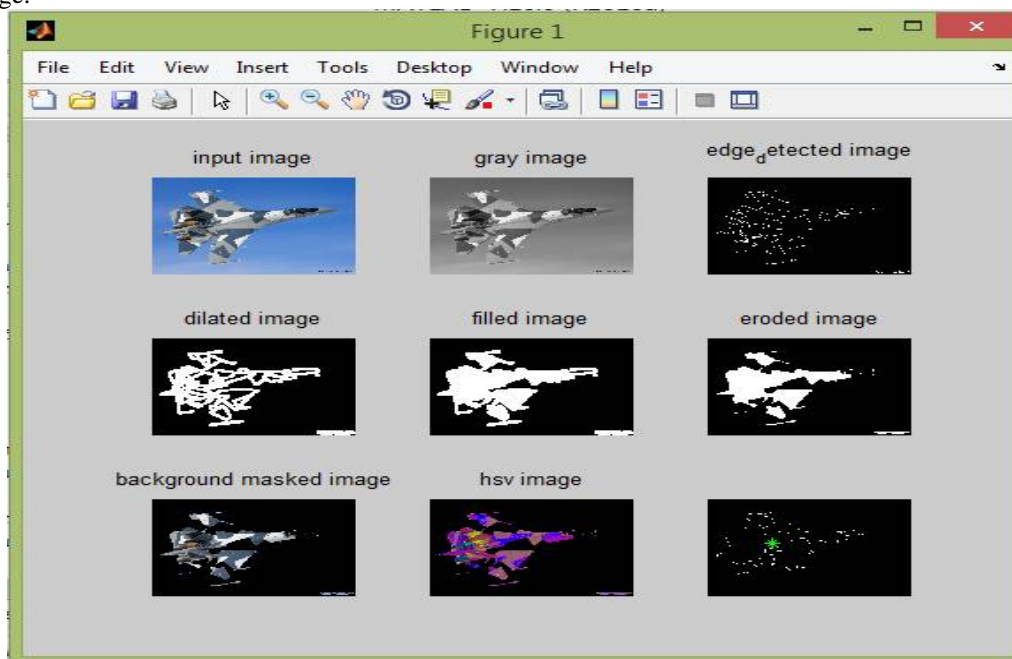 ge.
Figure 1
File Edit View Insert Tools Desktop Window Help
input image
gray image
edge_detected image
dilated image
filled image
eroded image
background masked image
hsv image